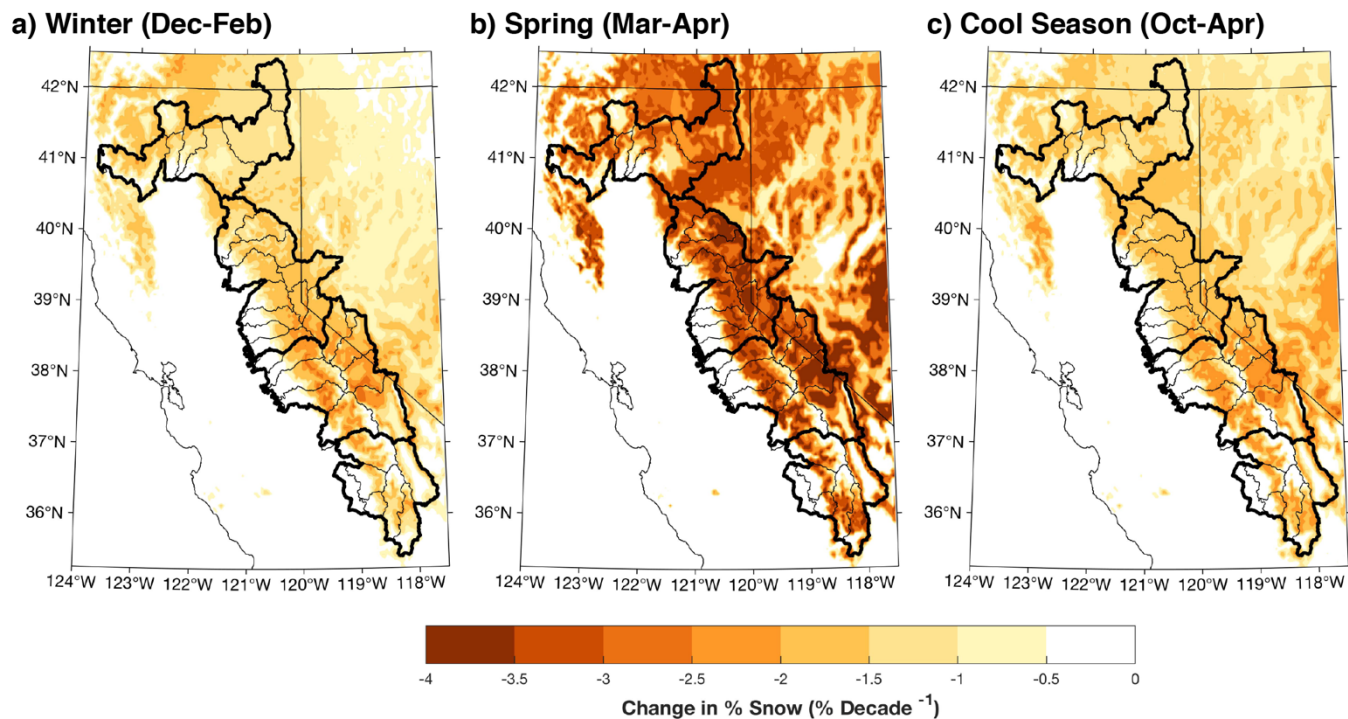 a) Winter (Dec-Feb)
b) Spring (Mar-Apr)
c) Cool Season (Oct-Apr)
42°N
41°N
40°N
39°N
38°N
37°N
36°N
124°W 123°W 122°W 121°W 120°W 119°W 118°W
42°N
41°N
40°N
39°N
38°N
37°N
36°N
124°W 123°W 122°W 121°W 120°W 119°W 118°W
42°N
41°N
40°N
39°N
38°N
37°N
36°N
124°W 123°W 122°W 121°W 120°W 119°W 118°W
-4 -3.5 -3 -2.5 -2 -1.5 -1 -0.5 0
Change in % Snow (% Decade ⁻¹)